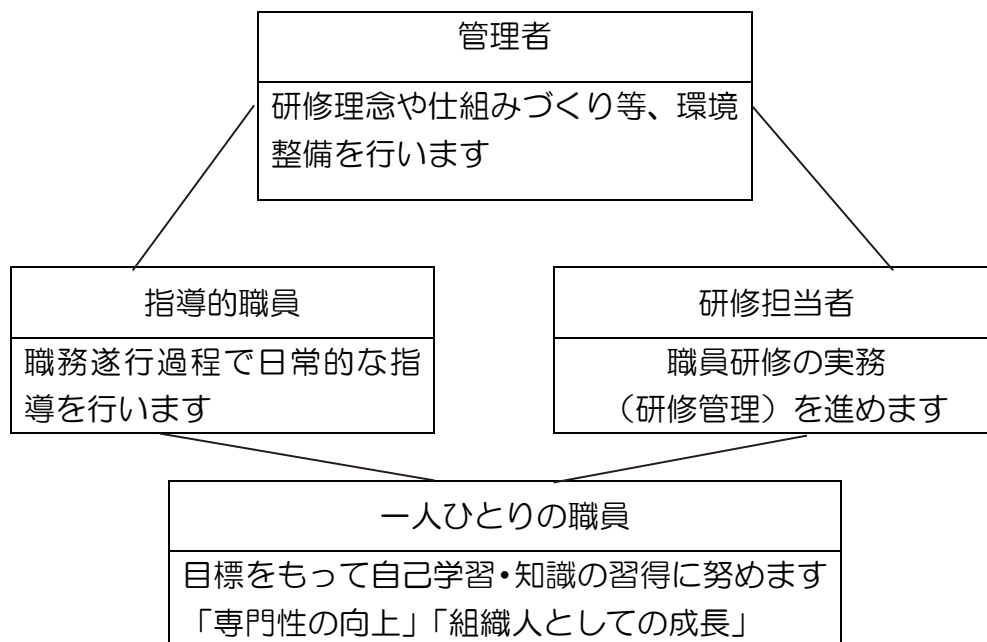 管理者
研修理念や仕組みづくり等、環境
整備を行います
指導的職員
職務遂行過程で日常的な指
導を行います
研修担当者
職員研修の実務
（研修管理）を進めます
一人ひとりの職員
目標をもって自己学習・知識の習得に努めます
「専門性の向上」「組織人としての成長」